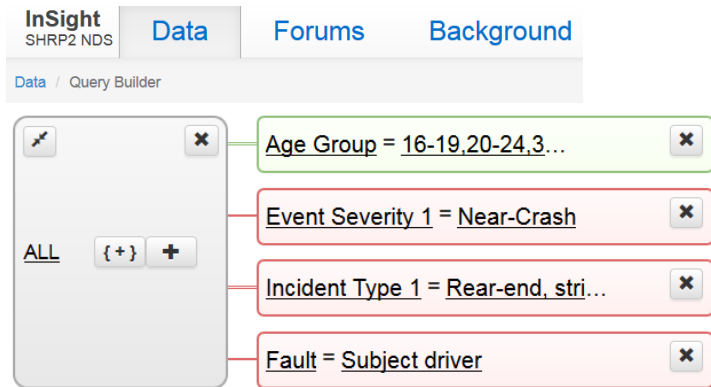 InSight
SHRP2 NDS
Data
Forums
Background
Data / Query Builder
Age Group = 16-19,20-24,3...
Event Severity 1 = Near-Crash
ALL
{+}
+
Incident Type 1 = Rear-end, stri...
Fault = Subject driver